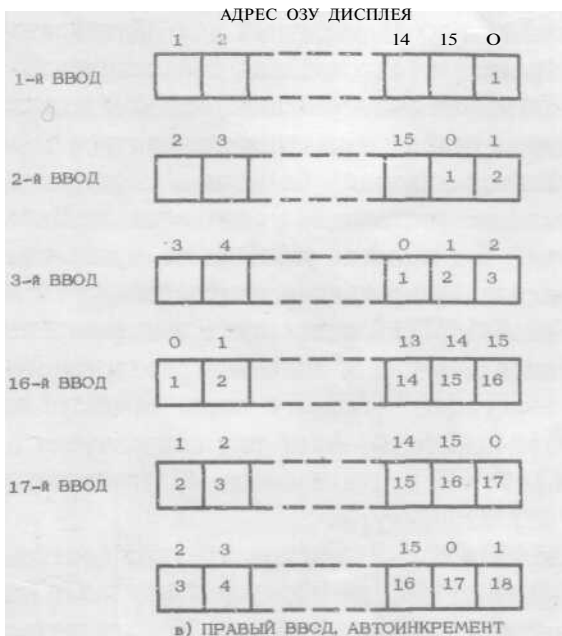 АДРЕС ОЗУ ДИСПЛЕЯ
1 2 14 15 О
1-й ВВОД 1
2 3 15 0 1
2-й ВВОД 1 2
3 4 0 1 2
3-й ВВОД 1 2 3
0 1 13 14 15
16-й ВВОД 1 2 14 15 16
1 2 14 15 0
17-й ВВОД 2 3 15 16 17
2 3 15 0 1
3 4 16 17 18
в) ПРАВЫЙ ВВОД, АВТОИНКРЕМЕНТ